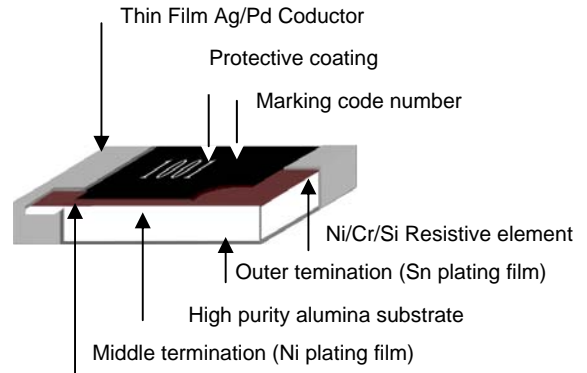 Thin Film Ag/Pd Coductor
Protective coating
Marking code number
1001
Ni/Cr/Si Resistive element
Outer temination (Sn plating film)
High purity alumina substrate
Middle termination (Ni plating film)